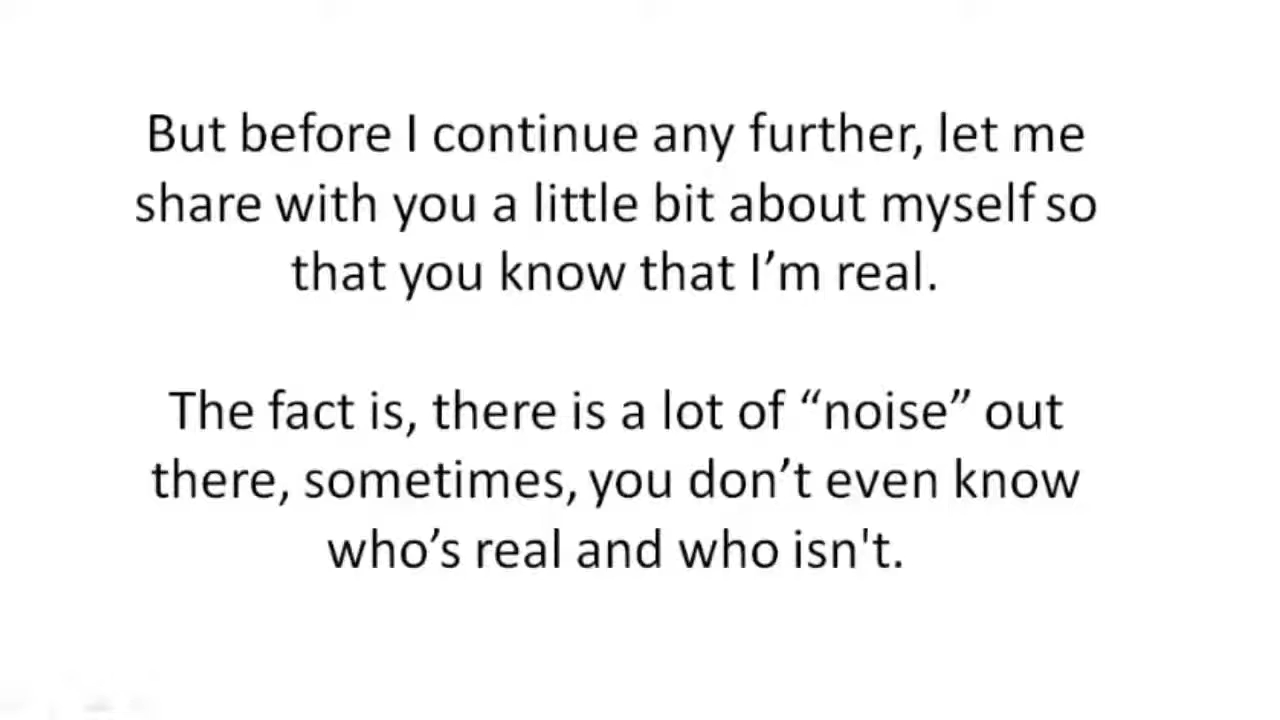 But before I continue any further, let me
share with you a little bit about myself so
that you know that I’m real.
The fact is, there is a lot of “noise” out
there, sometimes, you don’t even know
who’s real and who isn't.